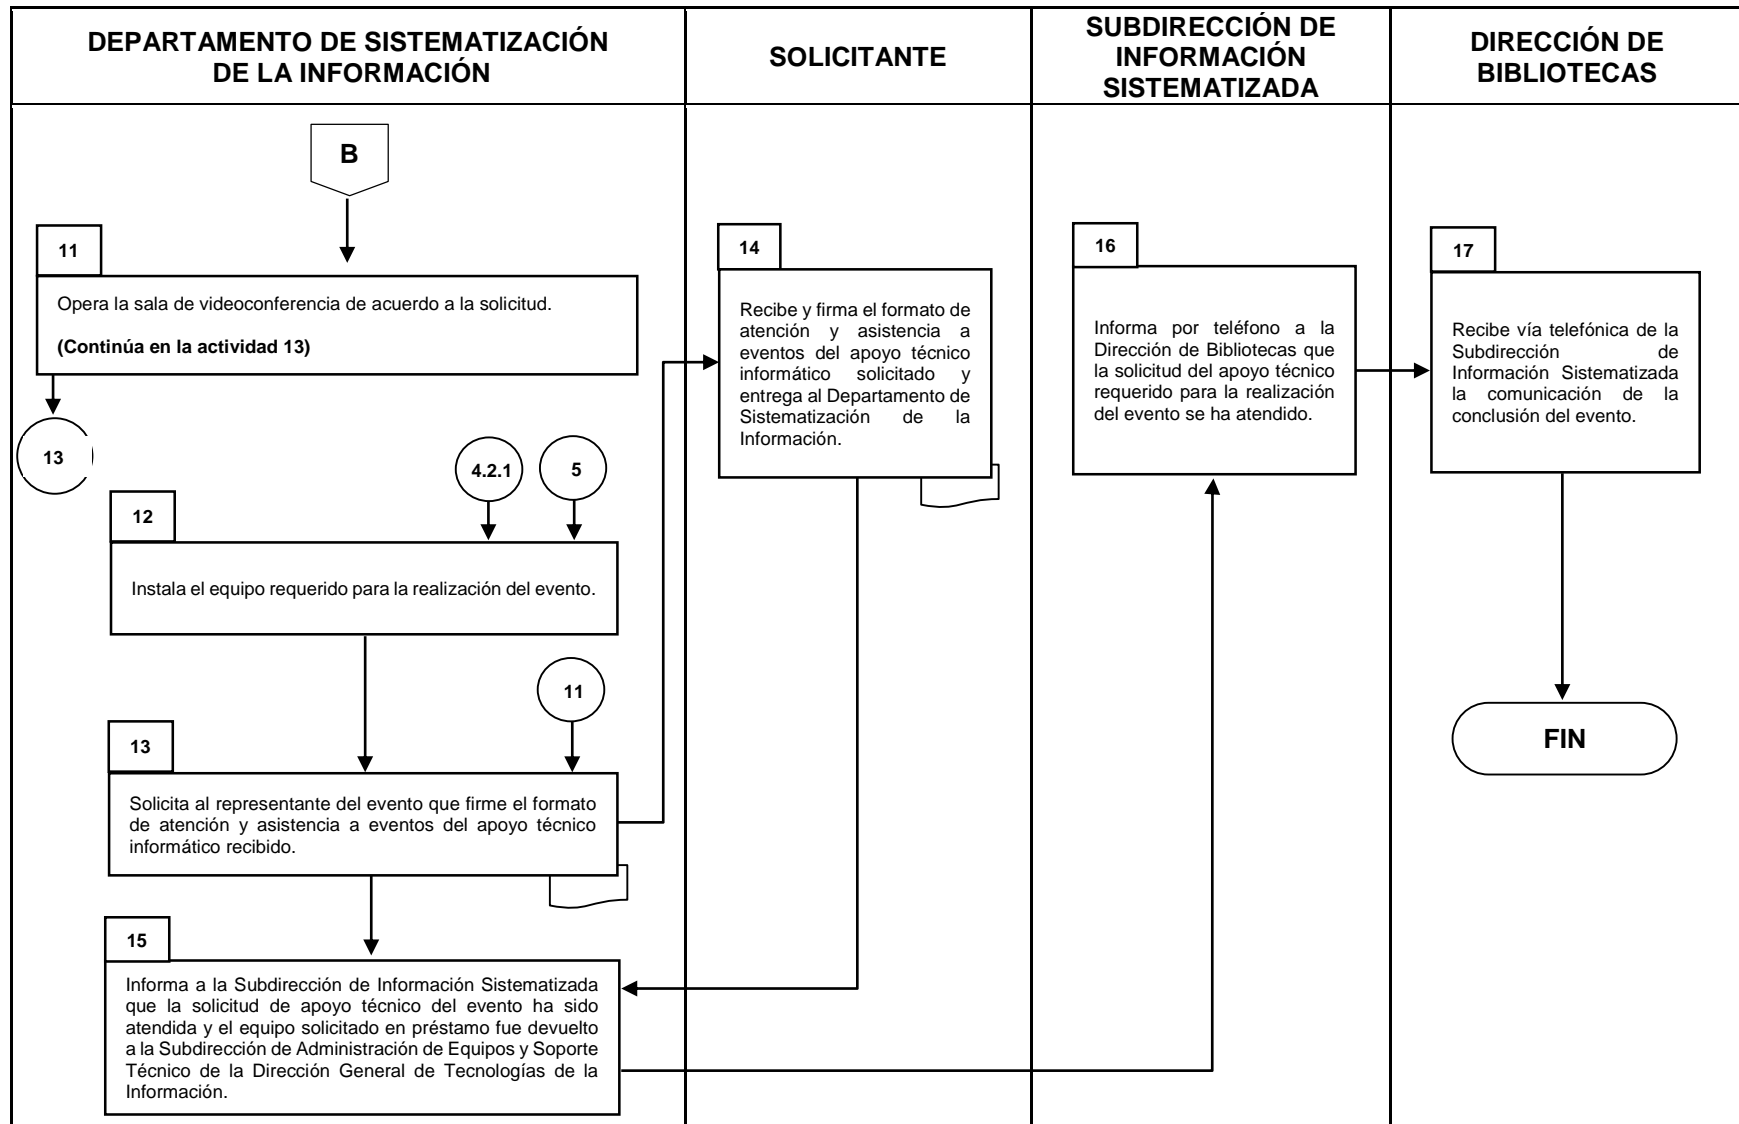 DEPARTAMENTO DE SISTEMATIZACIÓN
DE LA INFORMACIÓN
SOLICITANTE
SUBDIRECCIÓN DE
INFORMACIÓN
SISTEMATIZADA
DIRECCIÓN DE
BIBLIOTECAS
B
11
Opera la sala de videoconferencia de acuerdo a la solicitud.
(Continúa en la actividad 13)
13
4.2.1
5
12
Instala el equipo requerido para la realización del evento.
11
13
Solicita al representante del evento que firme el formato
de atención y asistencia a eventos del apoyo técnico
informático recibido.
15
Informa a la Subdirección de Información Sistematizada
que la solicitud de apoyo técnico del evento ha sido
atendida y el equipo solicitado en préstamo fue devuelto
a la Subdirección de Administración de Equipos y Soporte
Técnico de la Dirección General de Tecnologías de la
Información.
14
Recibe y firma el formato de
atención y asistencia a
eventos del apoyo técnico
informático solicitado y
entrega al Departamento de
Sistematización de la
Información.
16
Informa por teléfono a la
Dirección de Bibliotecas que
la solicitud del apoyo técnico
requerido para la realización
del evento se ha atendido.
17
Recibe vía telefónica de la
Subdirección de
Información Sistematizada
la comunicación de la
conclusión del evento.
FIN